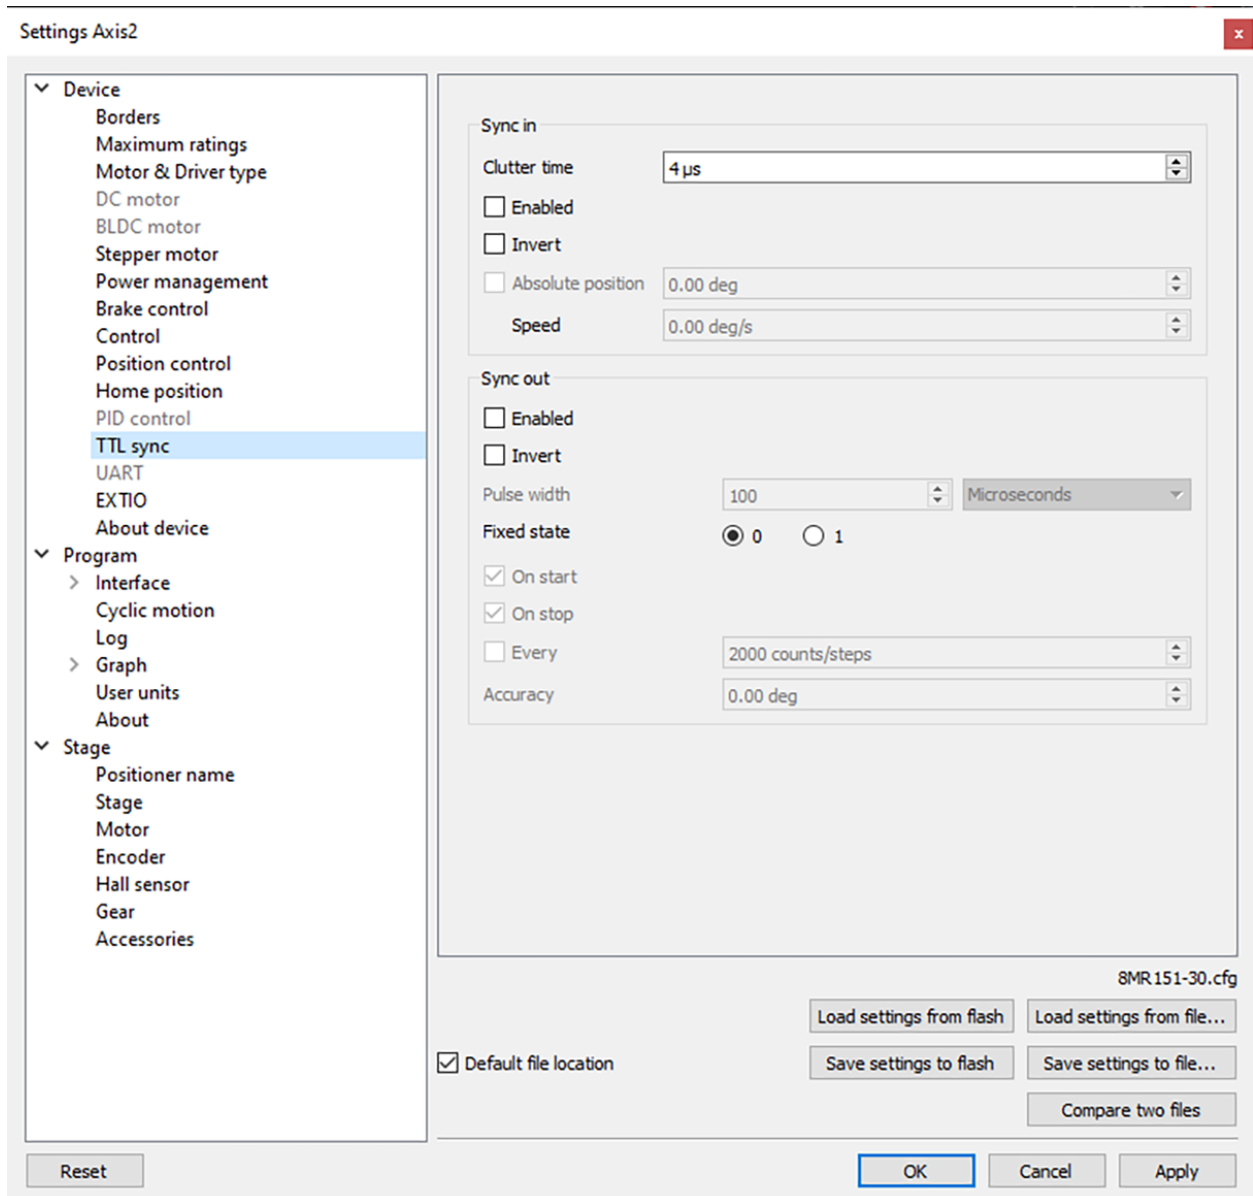 Settings Axis2
x
Device
Borders
Maximum ratings
Motor & Driver type
DC motor
BLDC motor
Stepper motor
Power management
Brake control
Control
Position control
Home position
PID control
TTL sync
UART
EXTIO
About device
Program
Interface
Cyclic motion
Log
Graph
User units
About
Stage
Positioner name
Stage
Motor
Encoder
Hall sensor
Gear
Accessories
Sync in
Clutter time 4 µs
Enabled
Invert
Absolute position 0.00 deg
Speed 0.00 deg/s
Sync out
Enabled
Invert
Pulse width 100 Microseconds
Fixed state 0 1
On start
On stop
Every 2000 counts/steps
Accuracy 0.00 deg
8MR151-30.cfg
Load settings from flash Load settings from file...
Default file location Save settings to flash Save settings to file...
Compare two files
Reset OK Cancel Apply